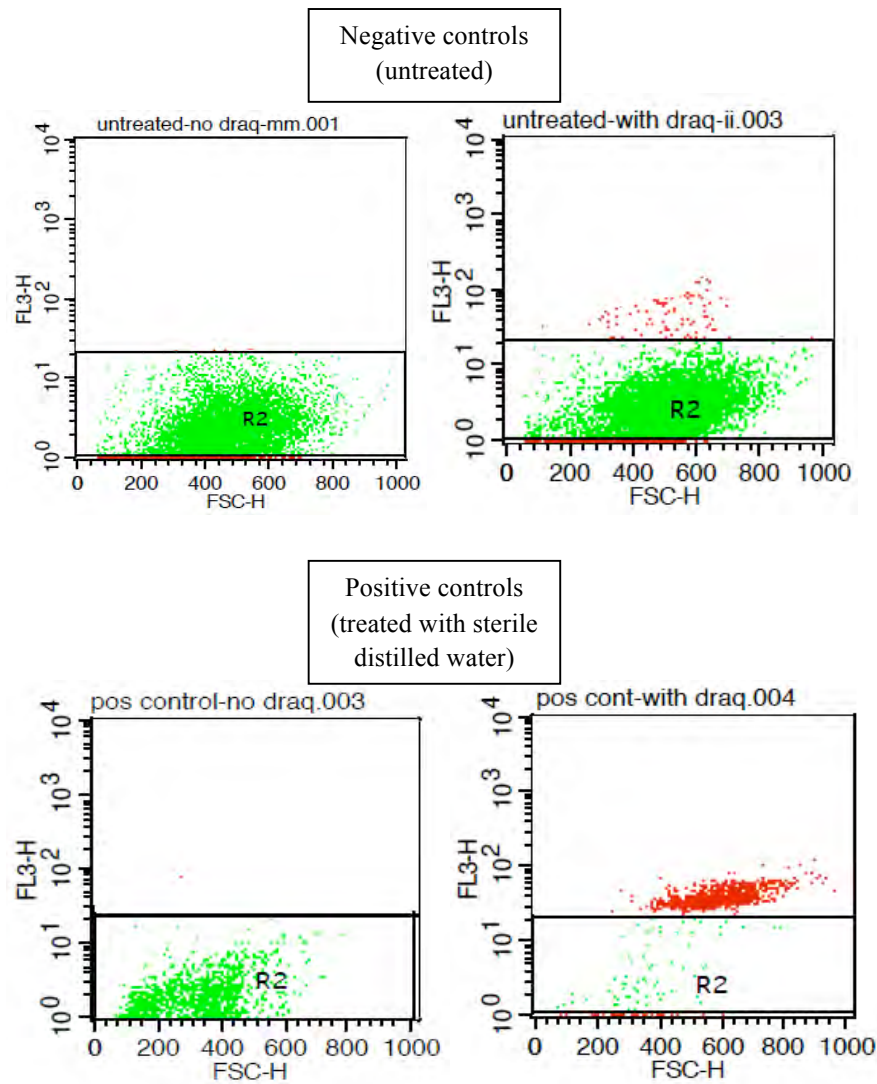 Negative controls
(untreated)
untreated-no draq-mm.001
10^4
10^3
10^2
10^1
10^0
FL3-H
R2
0 200 400 600 800 1000
FSC-H
untreated-with draq-ii.003
10^4
10^3
10^2
10^1
10^0
FL3-H
R2
0 200 400 600 800 1000
FSC-H
Positive controls
(treated with sterile
distilled water)
pos control-no draq.003
10^4
10^3
10^2
10^1
10^0
FL3-H
R2
0 200 400 600 800 1000
FSC-H
pos cont-with draq.004
10^4
10^3
10^2
10^1
10^0
FL3-H
R2
0 200 400 600 800 1000
FSC-H